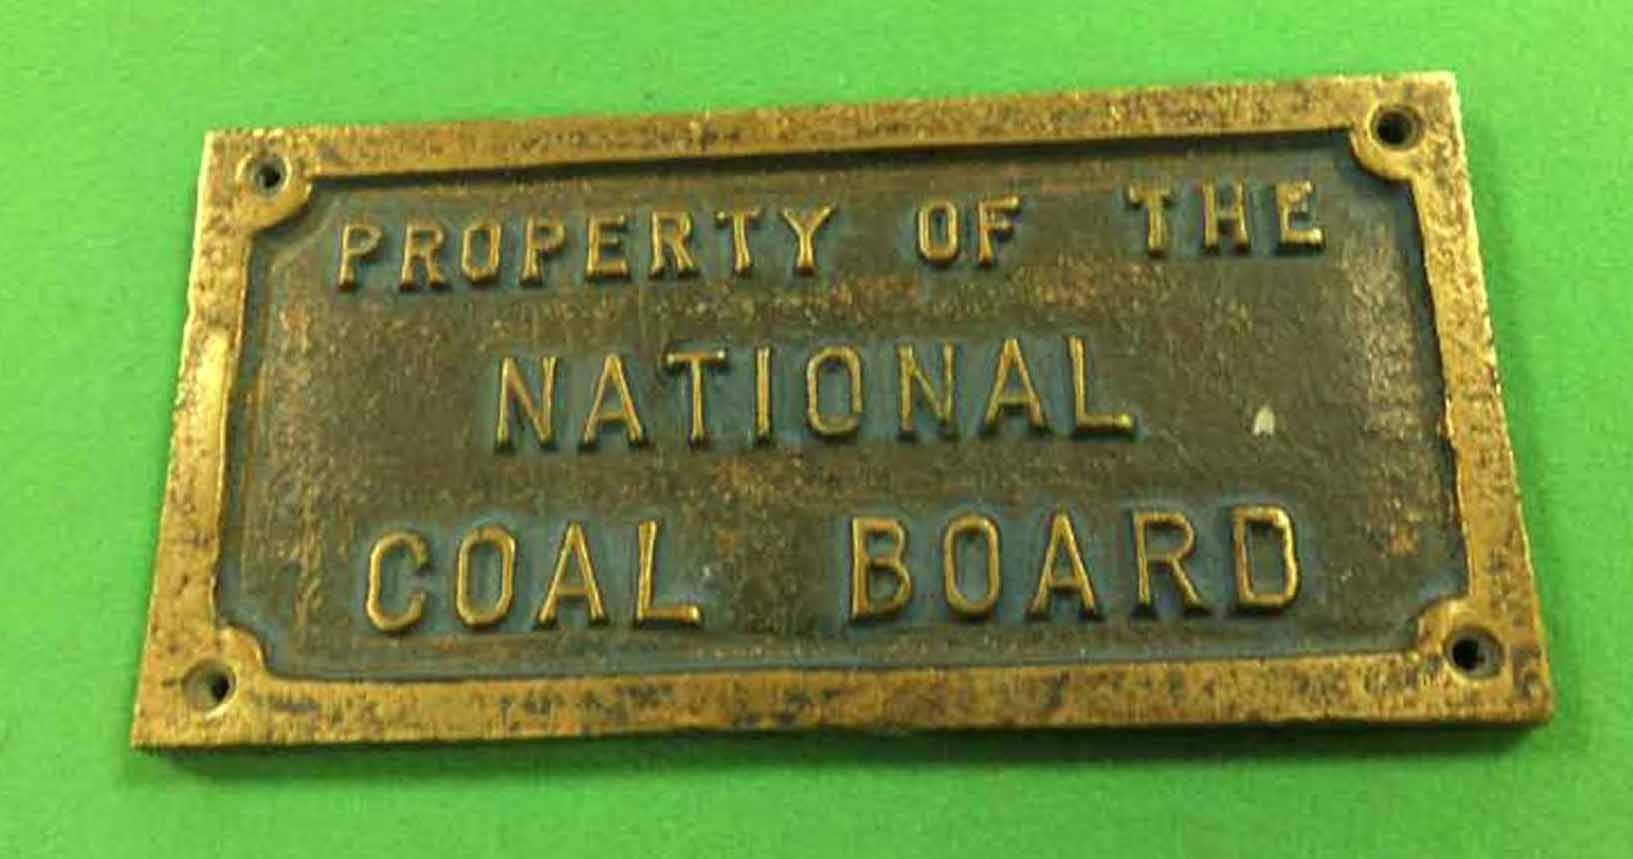 PROPERTY OF THE
NATIONAL
COAL BOARD